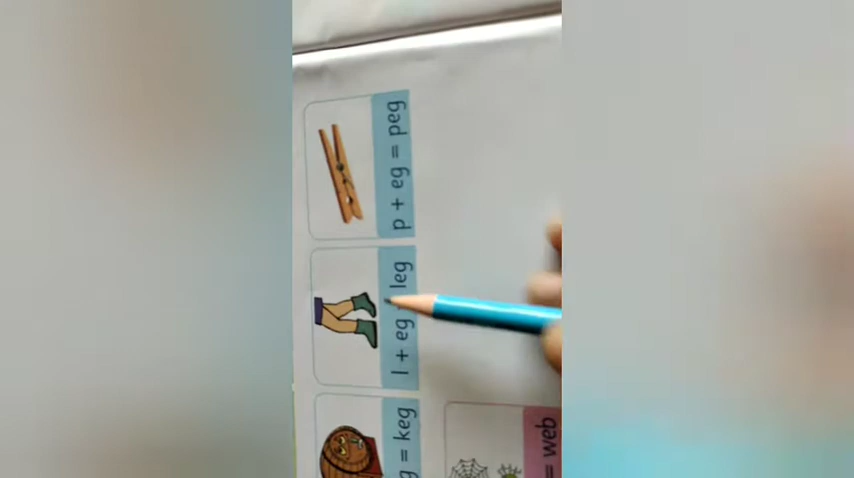 g = keg
l + eg leg
p + eg = peg
= web